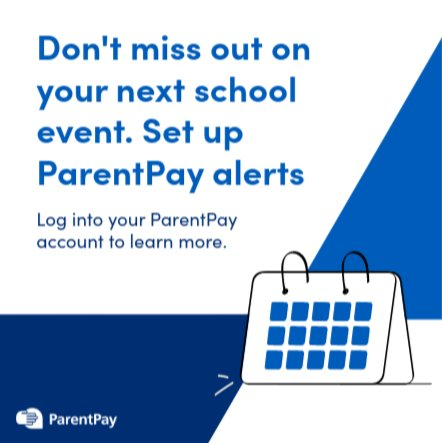 Don't miss out on
your next school
event. Set up
ParentPay alerts
Log into your ParentPay
account to learn more.
ParentPay